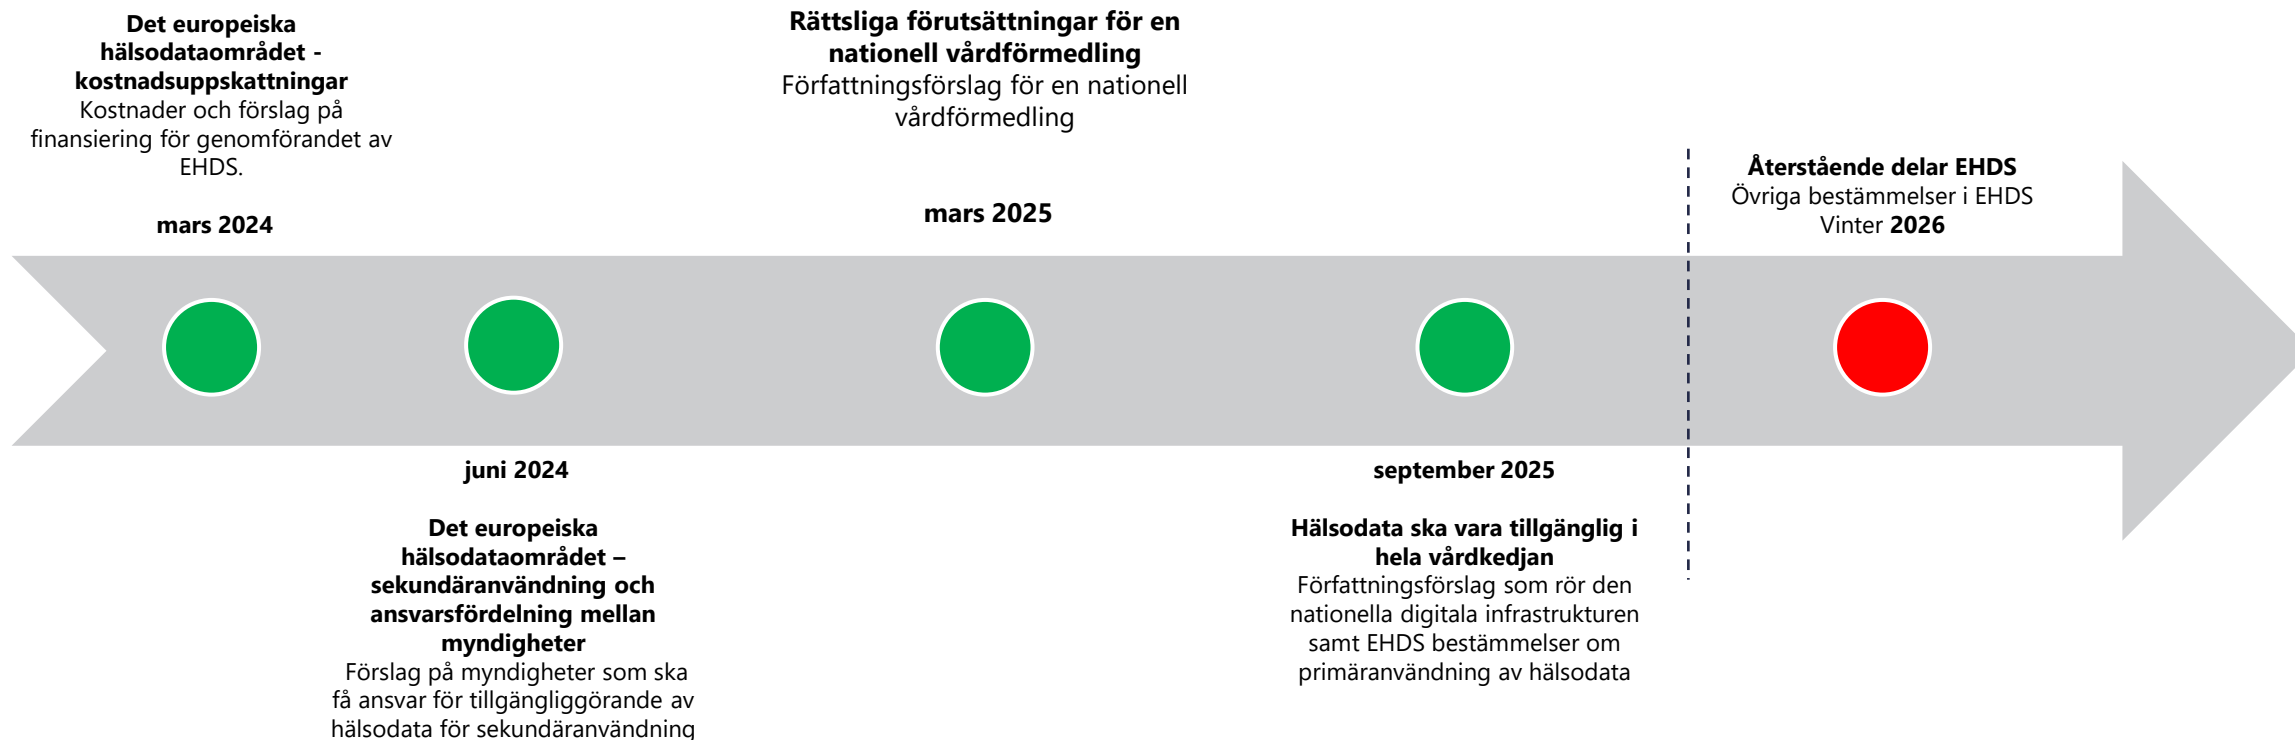 Det europeiska
hälsodataområdet -
kostnadsuppskattningar
Kostnader och förslag på
finansiering för genomförandet av
EHDS.
mars 2024
juni 2024
Det europeiska
hälsodataområdet –
sekundäranvändning och
ansvarsfördelning mellan
myndigheter
Förslag på myndigheter som ska
få ansvar för tillgängliggörande av
hälsodata för sekundäranvändning
Rättsliga förutsättningar för en
nationell vårdförmedling
Författningsförslag för en nationell
vårdförmedling
mars 2025
september 2025
Hälsodata ska vara tillgänglig i
hela vårdkedjan
Författningsförslag som rör den
nationella digitala infrastrukturen
samt EHDS bestämmelser om
primäranvändning av hälsodata
Återstående delar EHDS
Övriga bestämmelser i EHDS
Vinter 2026